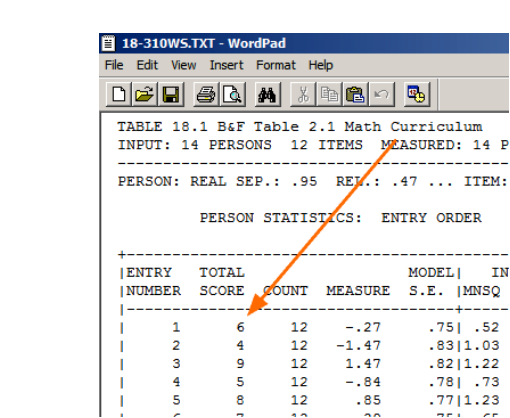 18-310WS.TXT - WordPad
File Edit View Insert Format Help
TABLE 18.1 B&F Table 2.1 Math Curriculum
INPUT: 14 PERSONS 12 ITEMS MEASURED: 14 P
PERSON: REAL SEP.: .95 REL.: .47 ... ITEM:
PERSON STATISTICS: ENTRY ORDER
|ENTRY TOTAL MODEL| IN
|NUMBER SCORE COUNT MEASURE S.E. |MNSQ
| 1 6 12 -.27 .75| .52
| 2 4 12 -1.47 .83|1.03
| 3 9 12 1.47 .82|1.22
| 4 5 12 -.84 .78| .73
| 5 8 12 .85 .77|1.23